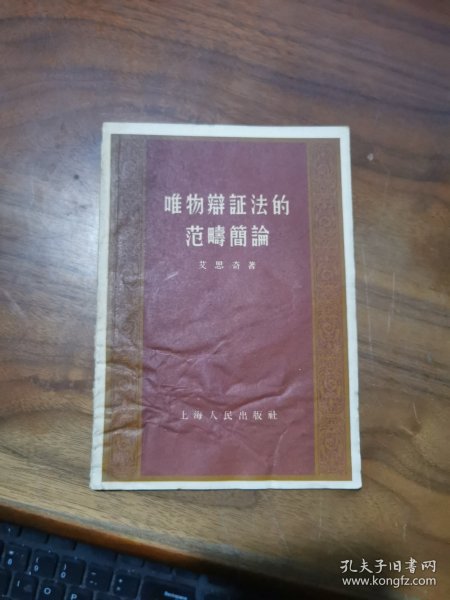 唯物辯証法的
范疇簡論
艾思奇著
上海人民出版社
孔夫子旧书网
www.kongfz.com